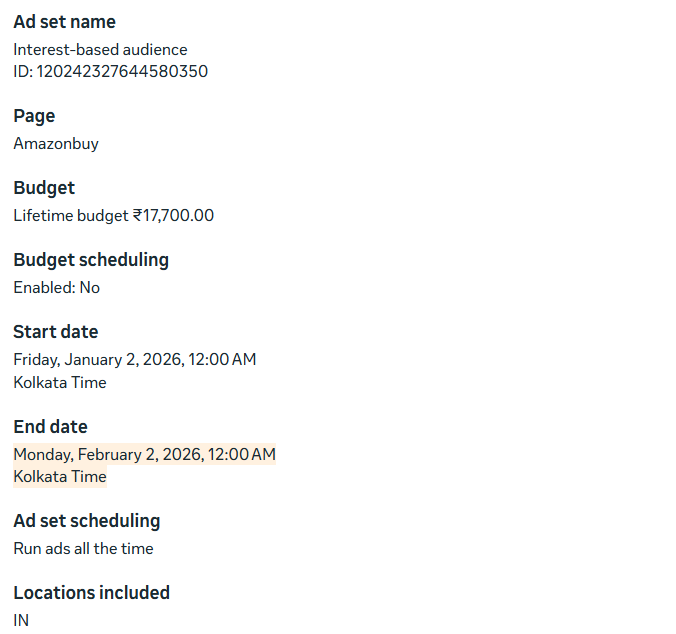 Ad set name
Interest-based audience
ID: 120242327644580350
Page
Amazonbuy
Budget
Lifetime budget ₹17,700.00
Budget scheduling
Enabled: No
Start date
Friday, January 2, 2026, 12:00 AM
Kolkata Time
End date
Monday, February 2, 2026, 12:00 AM
Kolkata Time
Ad set scheduling
Run ads all the time
Locations included
IN